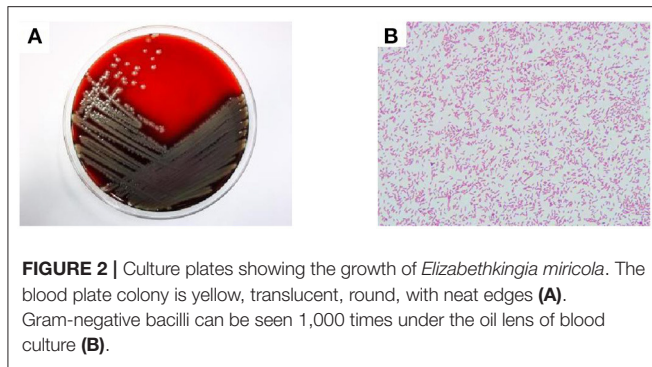 A
B
FIGURE 2 | Culture plates showing the growth of Elizabethkingia miricola. The
blood plate colony is yellow, translucent, round, with neat edges (A).
Gram-negative bacilli can be seen 1,000 times under the oil lens of blood
culture (B).